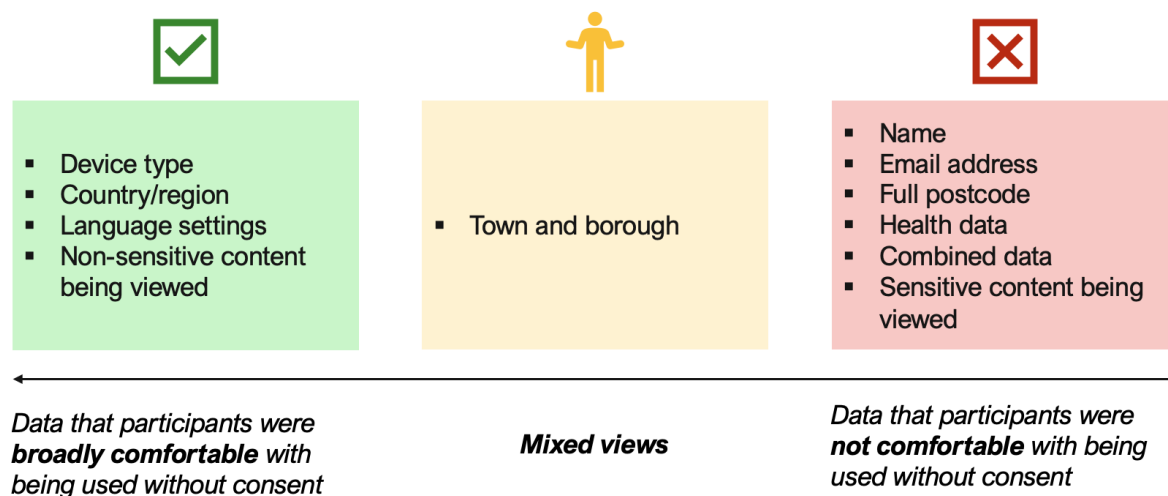 Device type
Country/region
Language settings
Non-sensitive content
being viewed
Town and borough
Name
Email address
Full postcode
Health data
Combined data
Sensitive content being
viewed
Data that participants were
broadly comfortable with
being used without consent
Mixed views
Data that participants were
not comfortable with being
used without consent